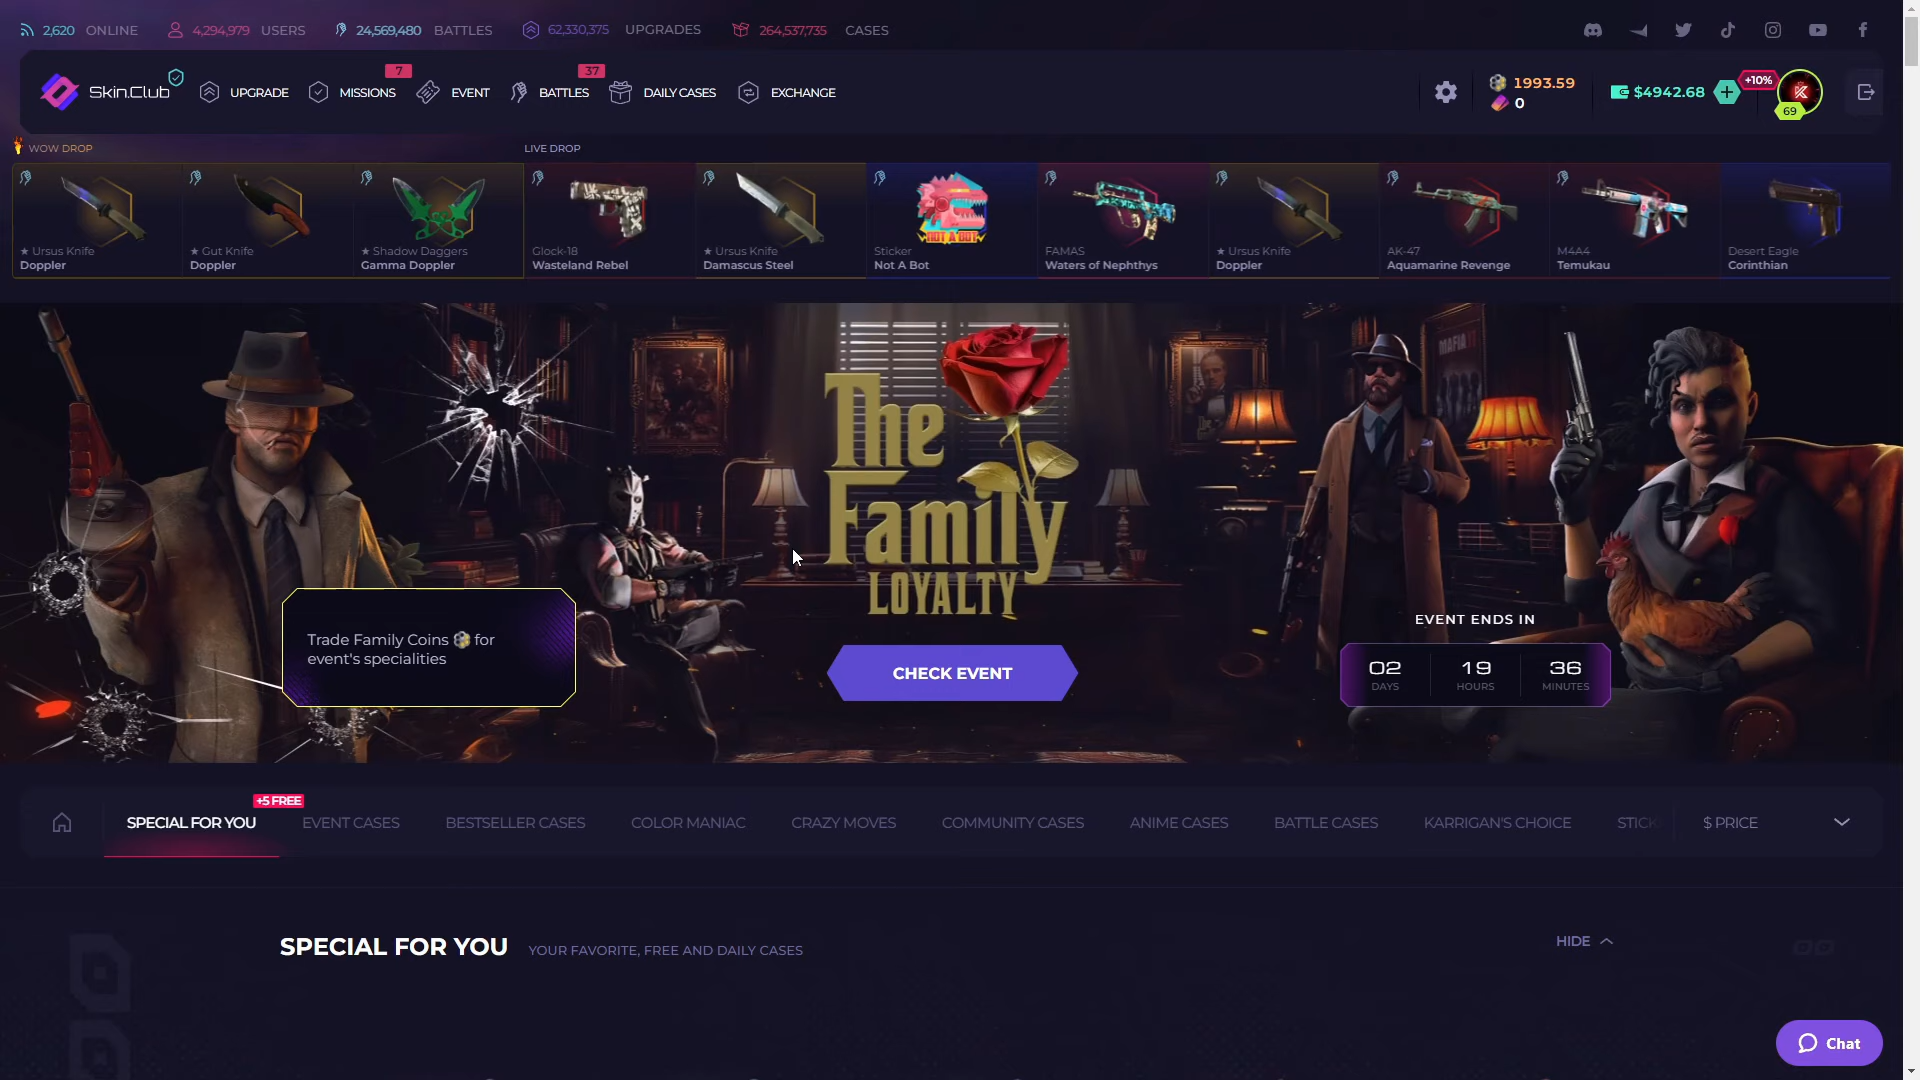 2,620 ONLINE 4,294,979 USERS 24,569,480 BATTLES 62,330,375 UPGRADES 264,537,735 CASES
7 37
Skin.Club UPGRADE MISSIONS EVENT BATTLES DAILY CASES EXCHANGE
1993.59
0
$4942.68 +
+10%
69
WOW DROP LIVE DROP
★ Ursus Knife
Doppler
★ Gut Knife
Doppler
★ Shadow Daggers
Gamma Doppler
Glock-18
Wasteland Rebel
★ Ursus Knife
Damascus Steel
NOT A BOT
Sticker
Not A Bot
FAMAS
Waters of Nephthys
★ Ursus Knife
Doppler
AK-47
Aquamarine Revenge
M4A4
Temukau
Desert Eagle
Corinthian
MAFIA
The
Family
LOYALTY
Trade Family Coins for
event's specialities
CHECK EVENT
EVENT ENDS IN
02 19 36
DAYS HOURS MINUTES
+5 FREE
SPECIAL FOR YOU EVENT CASES BESTSELLER CASES COLOR MANIAC CRAZY MOVES COMMUNITY CASES ANIME CASES BATTLE CASES KARRIGAN'S CHOICE STICK $ PRICE
SPECIAL FOR YOU YOUR FAVORITE, FREE AND DAILY CASES HIDE
Chat